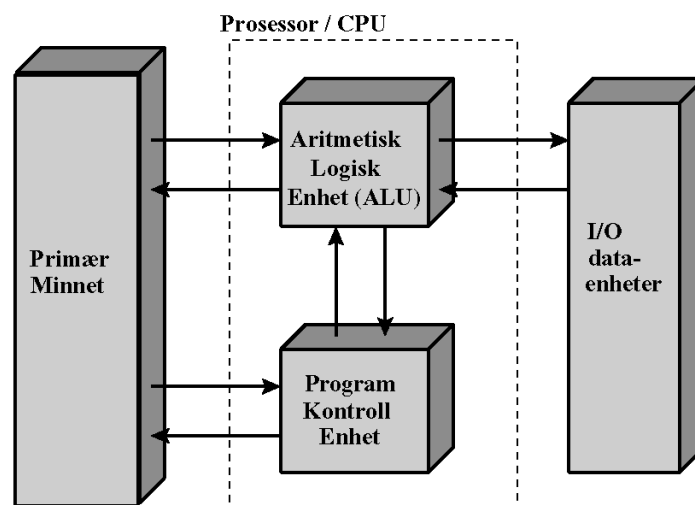 Prosessor / CPU
Aritmetisk
Logisk
Enhet (ALU)
Primær
Minnet
I/O
data-
enheter
Program
Kontroll
Enhet